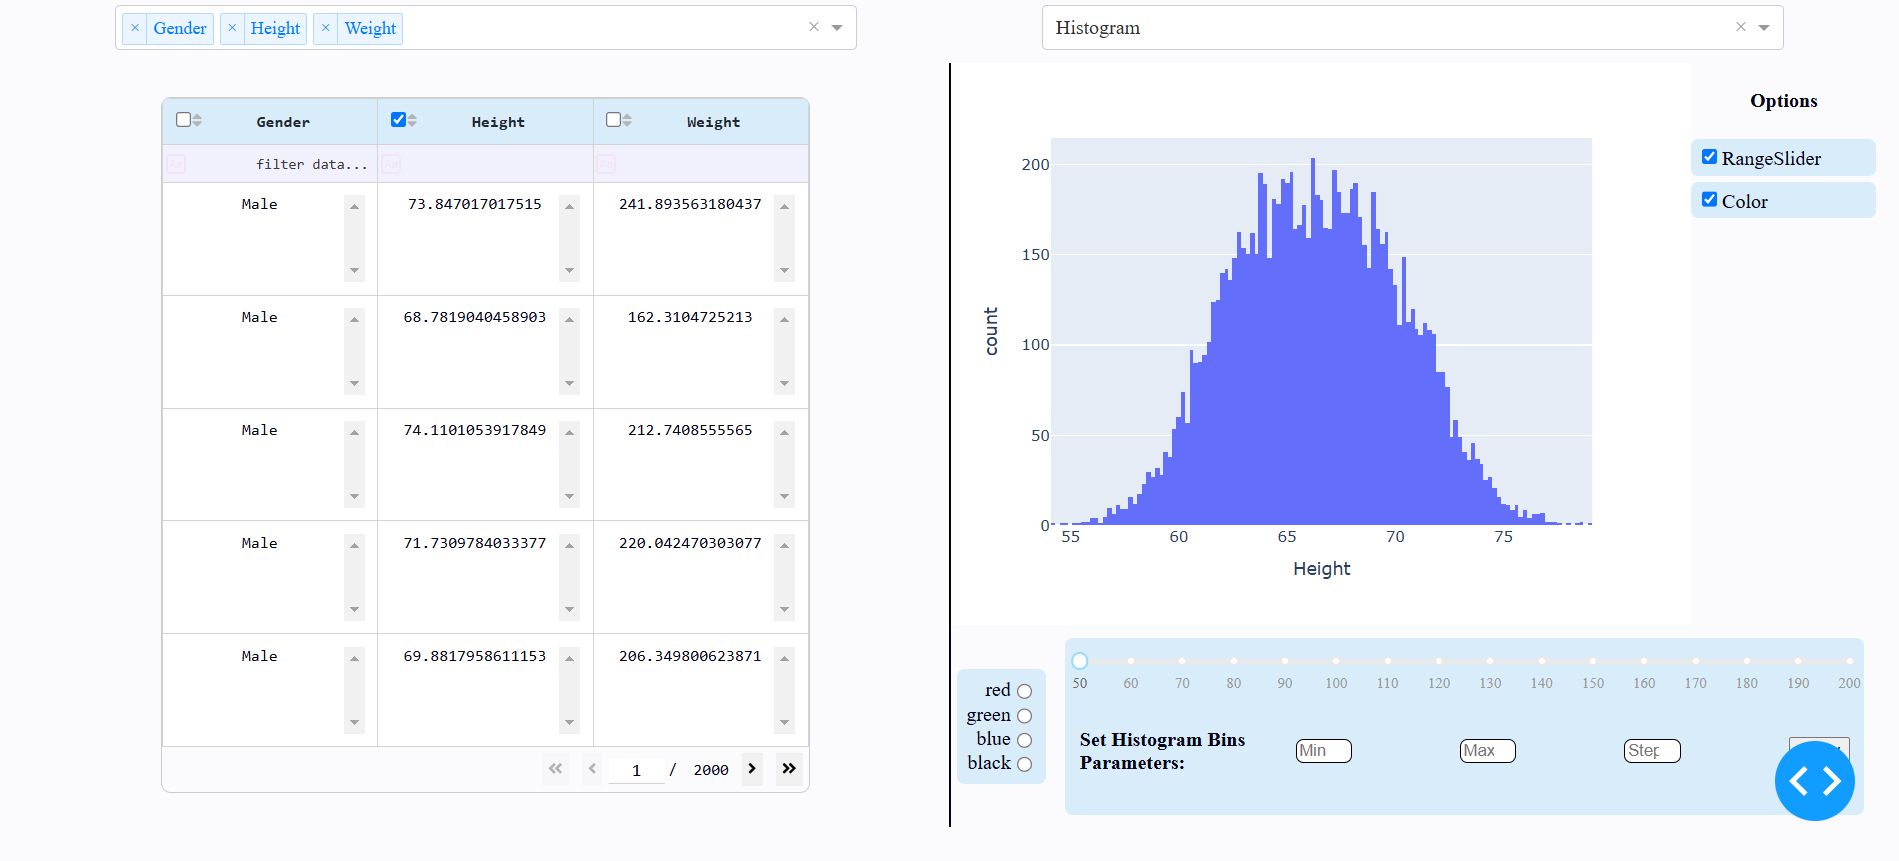 × Gender × Height × Weight ×
Histogram ×
Gender Height Weight
Aa filter data... Aa Aa
Male 73.847017017515 241.893563180437
Male 68.7819040458903 162.3104725213
Male 74.1101053917849 212.7408555565
Male 71.7309784033377 220.042470303077
Male 69.8817958611153 206.349800623871
1 / 2000
200
150
100
50
0
count
55 60 65 70 75
Height
Options
RangeSlider
Color
red
green
blue
black
50 60 70 80 90 100 110 120 130 140 150 160 170 180 190 200
Set Histogram Bins
Parameters:
Min Max Step